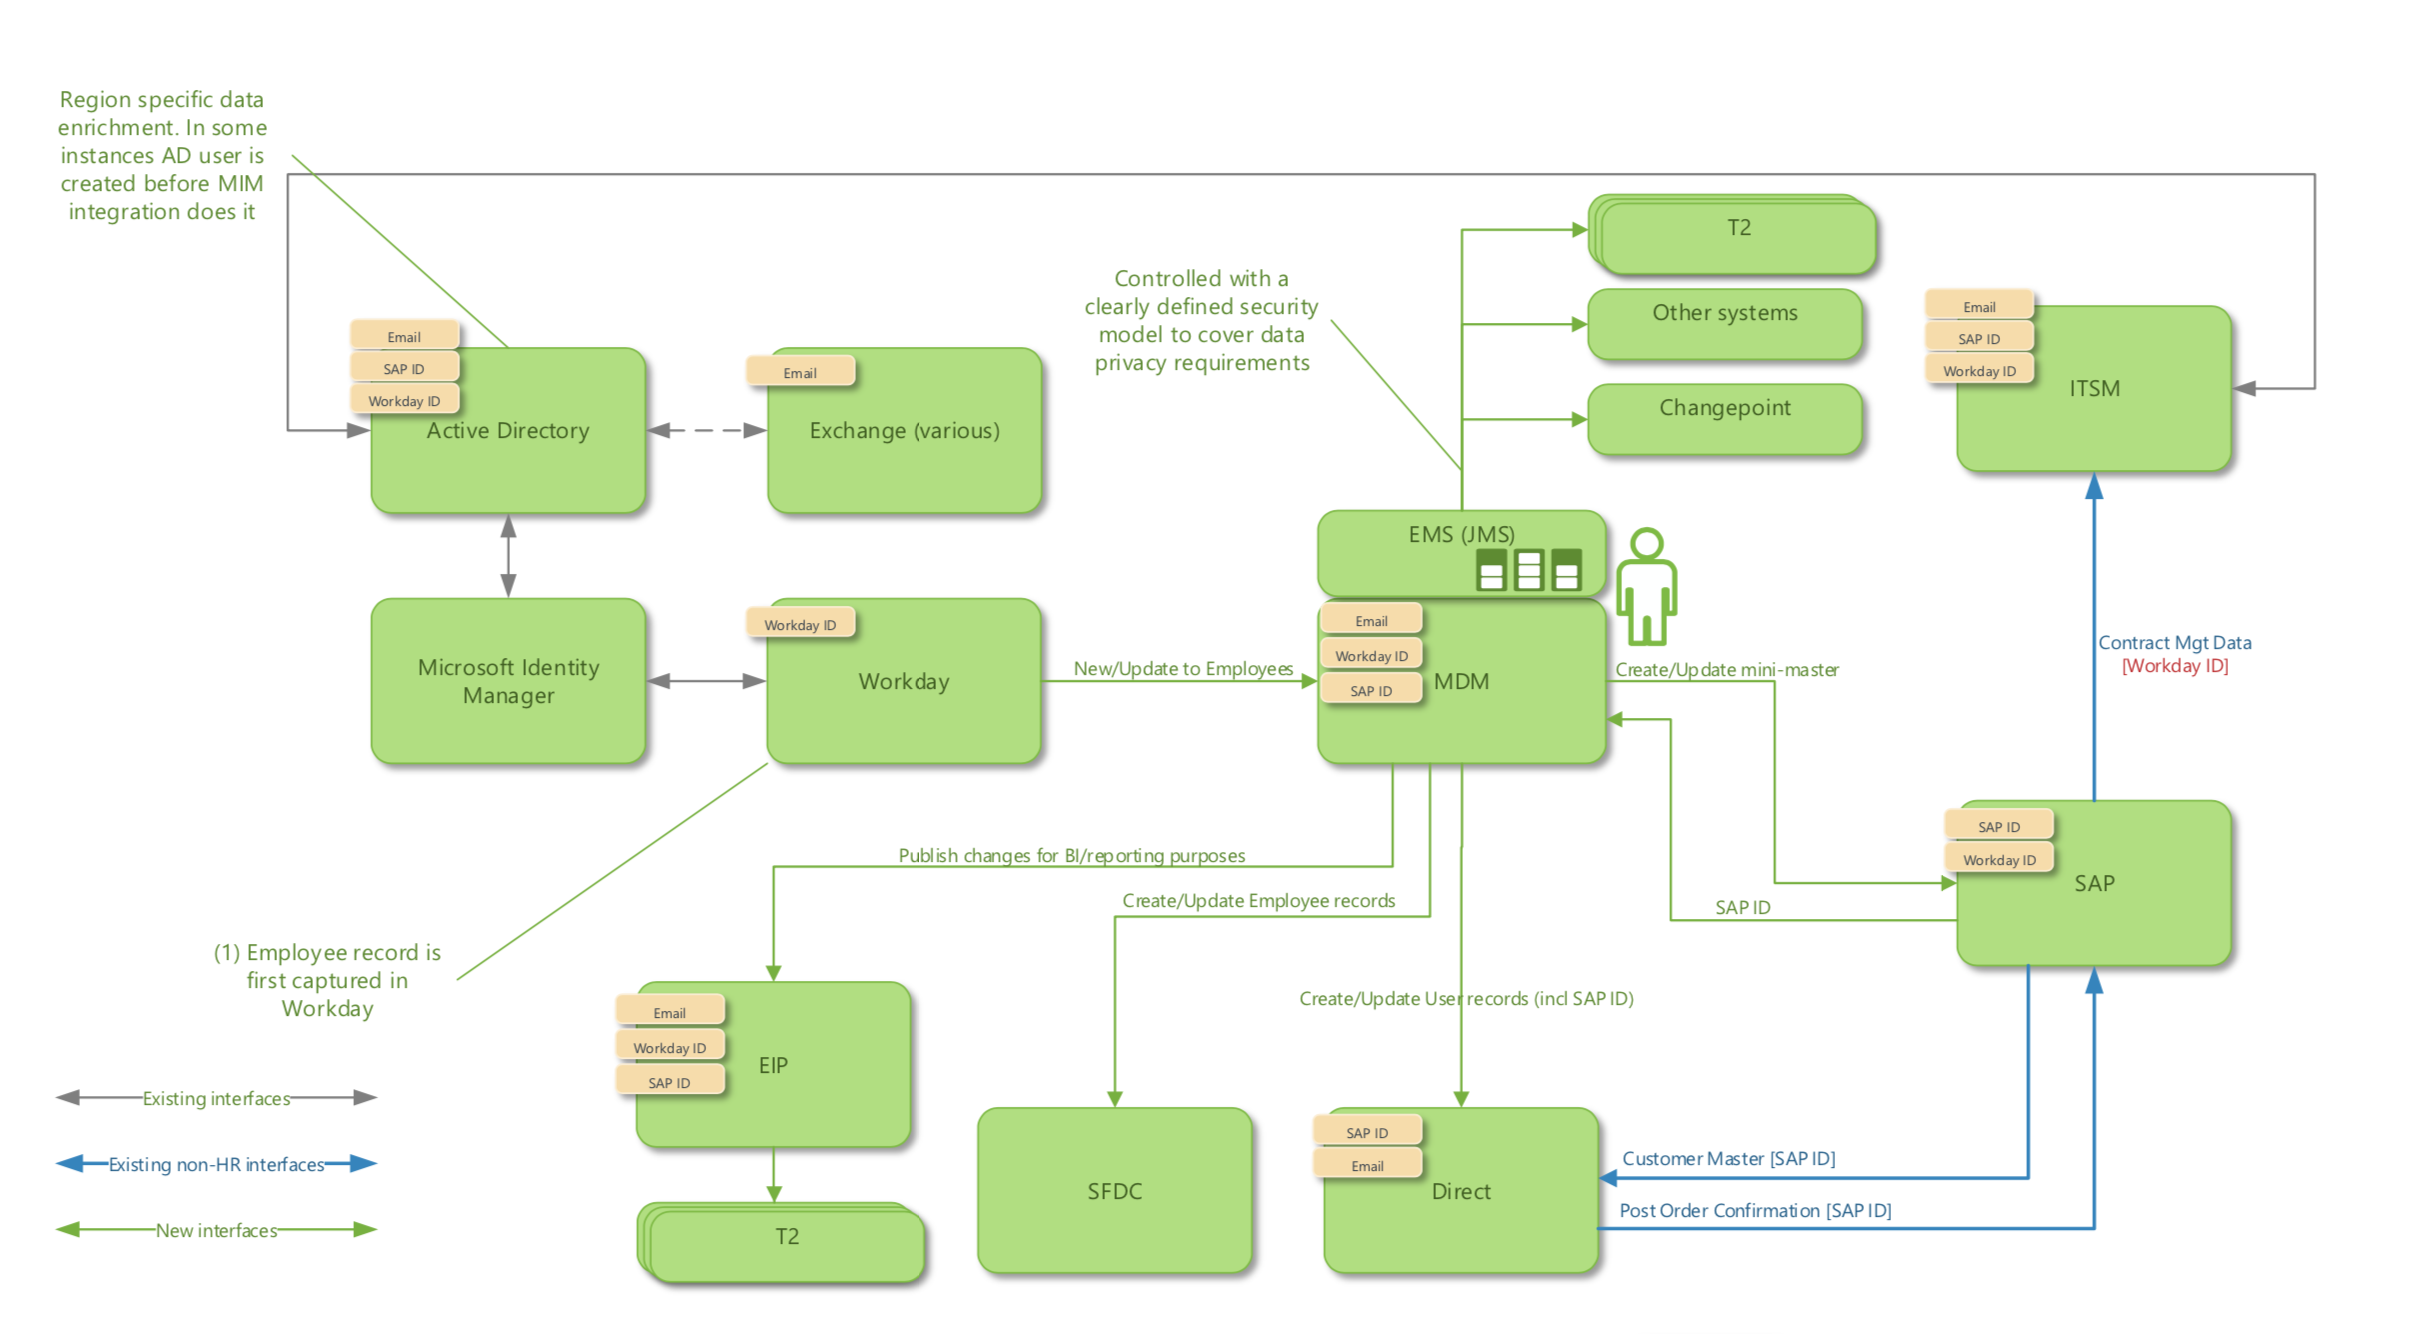 Region specific data
enrichment. In some
instances AD user is
created before MIM
integration does it
T2
Controlled with a
clearly defined security
model to cover data
privacy requirements
Other systems
Changepoint
Email
SAP ID
Workday ID
ITSM
Email
SAP ID
Workday ID
Active Directory
Email
Exchange (various)
EMS (JMS)
Microsoft Identity
Manager
Workday ID
Workday
New/Update to Employees
Email
Workday ID
SAP ID
MDM
Create/Update mini-master
Contract Mgt Data
[Workday ID]
SAP ID
Workday ID
SAP
SAP ID
Publish changes for BI/reporting purposes
Create/Update Employee records
Create/Update User records (incl SAP ID)
(1) Employee record is
first captured in
Workday
Email
Workday ID
SAP ID
EIP
T2
SFDC
SAP ID
Email
Direct
Customer Master [SAP ID]
Post Order Confirmation [SAP ID]
Existing interfaces
Existing non-HR interfaces
New interfaces